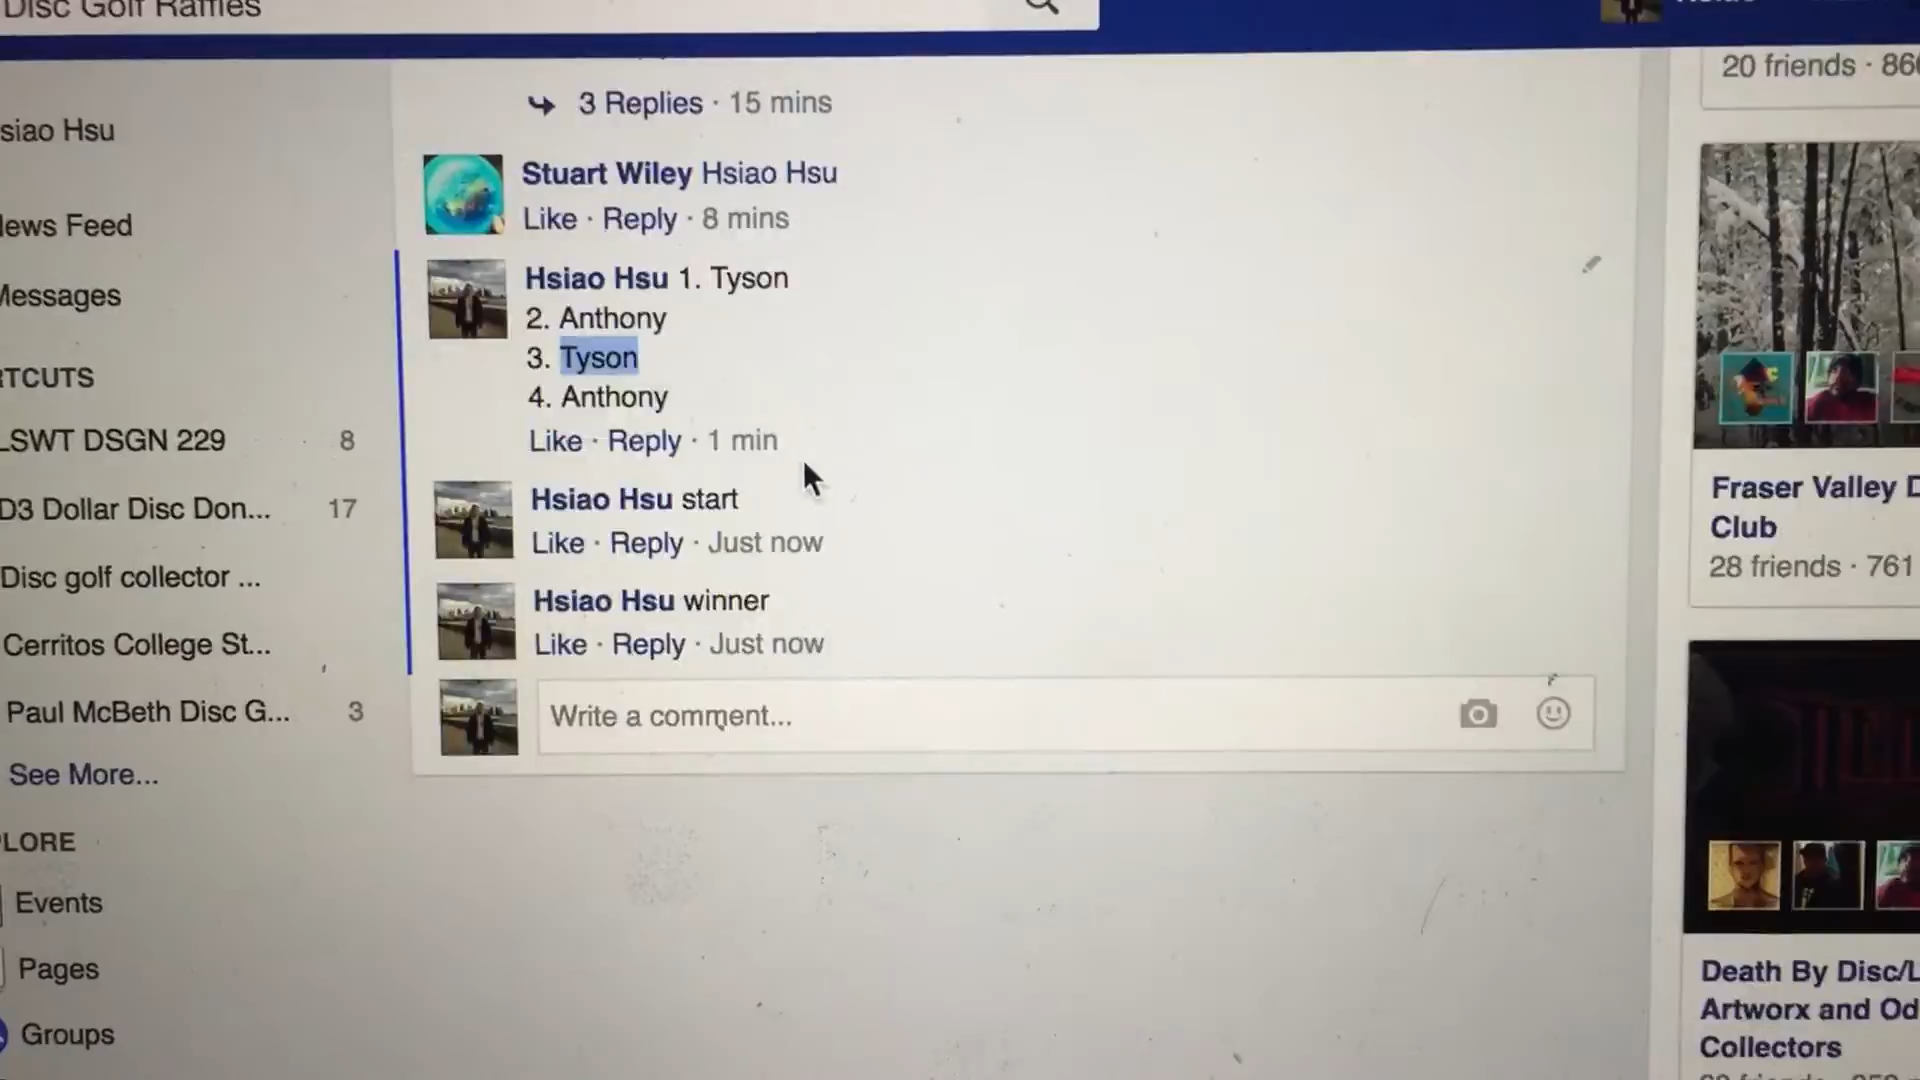 Disc Golf Raffles
siao Hsu
News Feed
Messages
RTCUTS
LSWT DSGN 229 8
D3 Dollar Disc Don... 17
Disc golf collector ...
Cerritos College St...
Paul McBeth Disc G... 3
See More...
PLORE
Events
Pages
Groups
3 Replies · 15 mins
Stuart Wiley Hsiao Hsu
Like · Reply · 8 mins
Hsiao Hsu 1. Tyson
2. Anthony
3. Tyson
4. Anthony
Like · Reply · 1 min
Hsiao Hsu start
Like · Reply · Just now
Hsiao Hsu winner
Like · Reply · Just now
Write a comment...
20 friends · 86
Fraser Valley D
Club
28 friends · 761
Death By Disc/L
Artworx and Od
Collectors